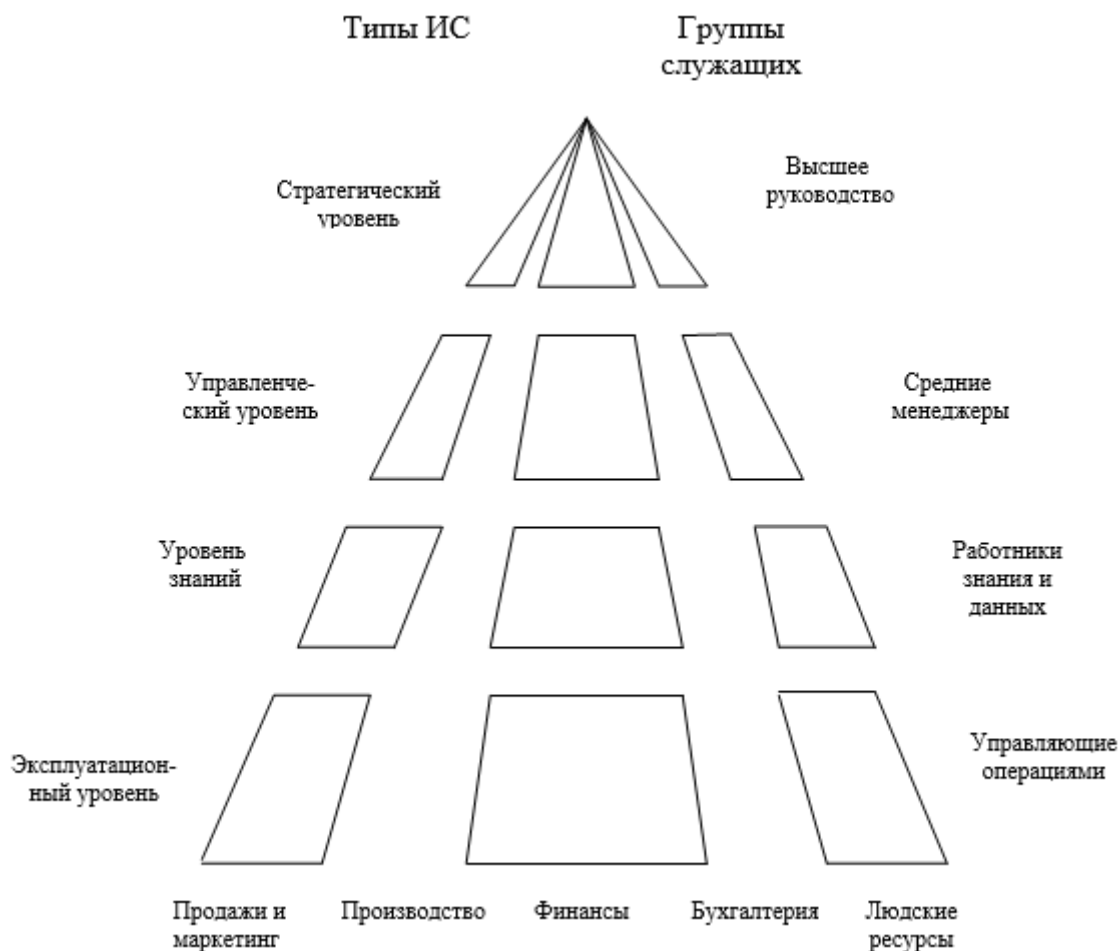 Типы ИС
Группы
служащих
Стратегический
уровень
Высшее
руководство
Управленче-
ский уровень
Средние
менеджеры
Уровень
знаний
Работники
знания и
данных
Эксплуатацион-
ный уровень
Управляющие
операциями
Продажи и
маркетинг
Производство
Финансы
Бухгалтерия
Людские
ресурсы